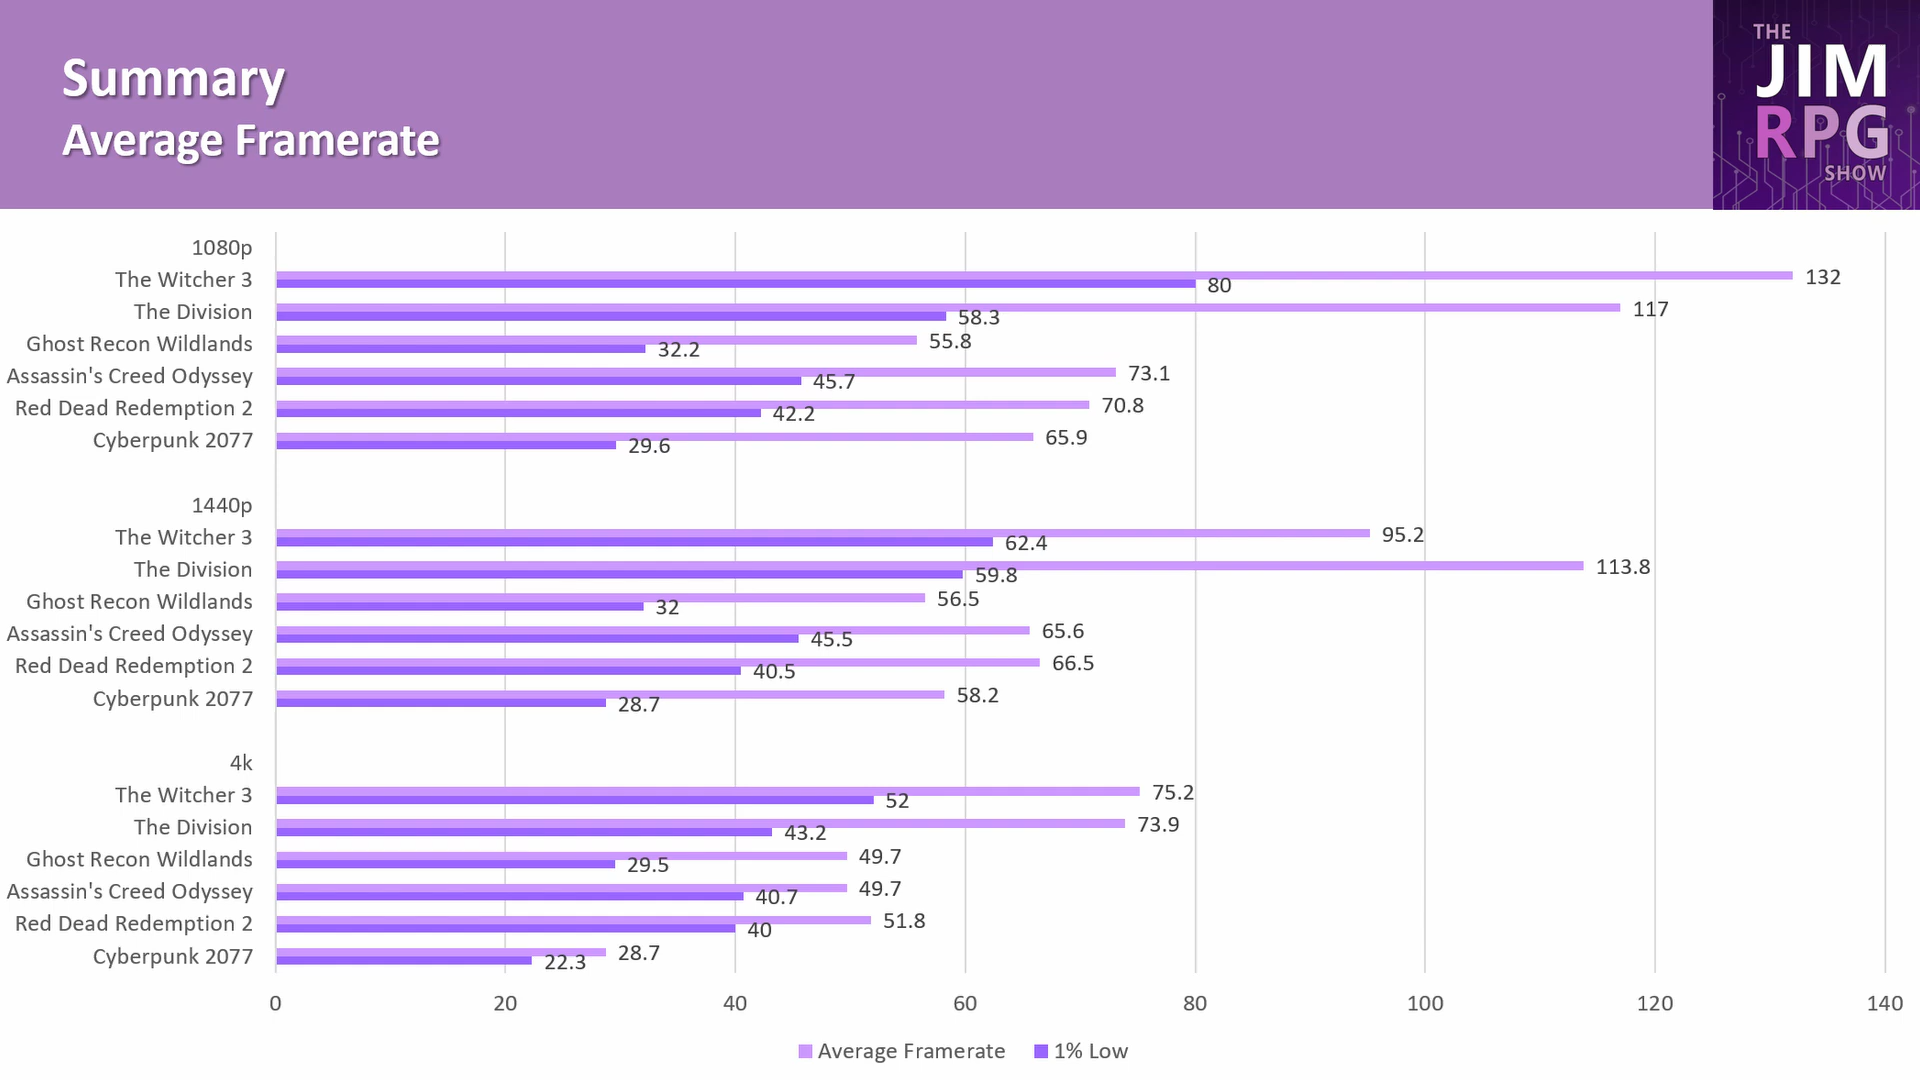 Summary
Average Framerate
THE
JIM
RPG
SHOW
1080p
The Witcher 3 132 80
The Division 117 58.3
Ghost Recon Wildlands 55.8 32.2
Assassin's Creed Odyssey 73.1 45.7
Red Dead Redemption 2 70.8 42.2
Cyberpunk 2077 65.9 29.6
1440p
The Witcher 3 95.2 62.4
The Division 113.8 59.8
Ghost Recon Wildlands 56.5 32
Assassin's Creed Odyssey 65.6 45.5
Red Dead Redemption 2 66.5 40.5
Cyberpunk 2077 58.2 28.7
4k
The Witcher 3 75.2 52
The Division 73.9 43.2
Ghost Recon Wildlands 49.7 29.5
Assassin's Creed Odyssey 49.7 40.7
Red Dead Redemption 2 51.8 40
Cyberpunk 2077 28.7 22.3
0 20 40 60 80 100 120 140
Average Framerate 1% Low